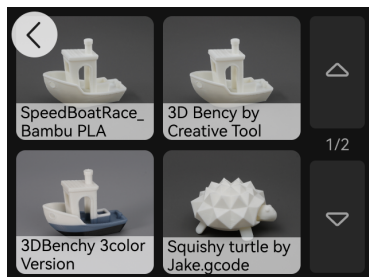 SpeedBoatRace_
Bambu PLA
3D Bency by
Creative Tool
1/2
3DBenchy 3color
Version
Squishy turtle by
Jake.gcode